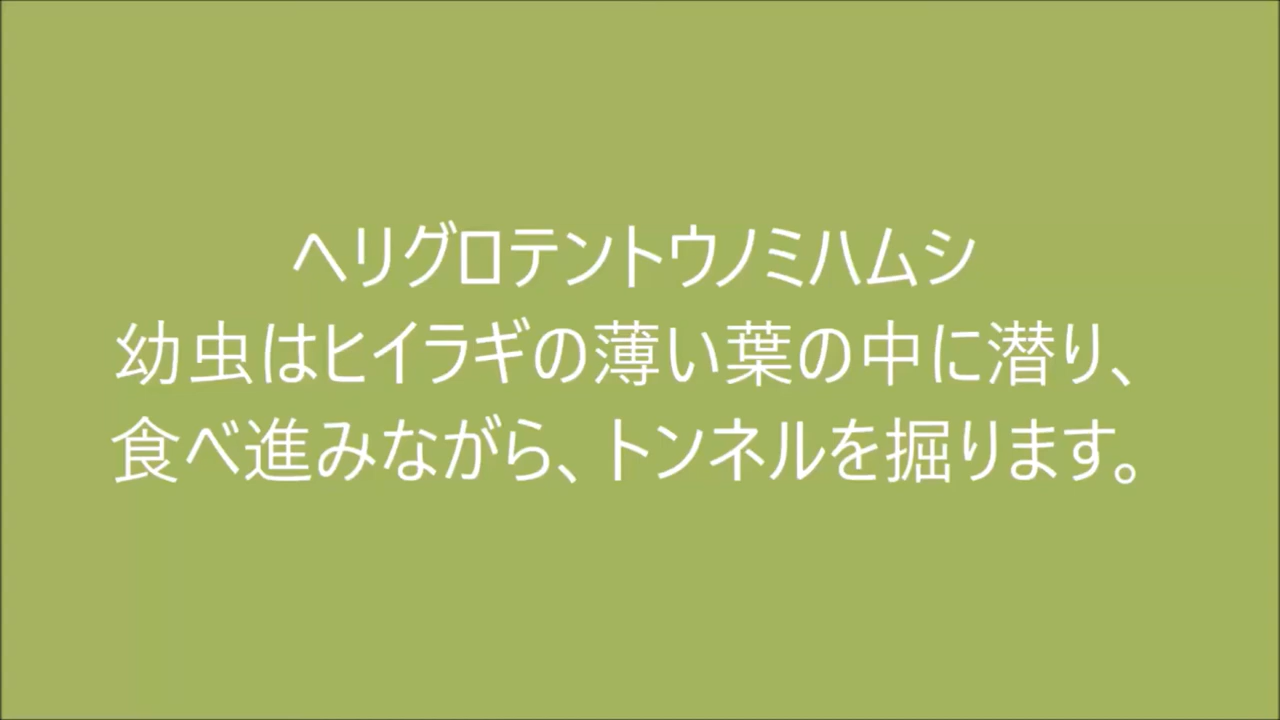 ヘリグロテントウノミハムシ
幼虫はヒイラギの薄い葉の中に潜り、
食べ進みながら、トンネルを掘ります。